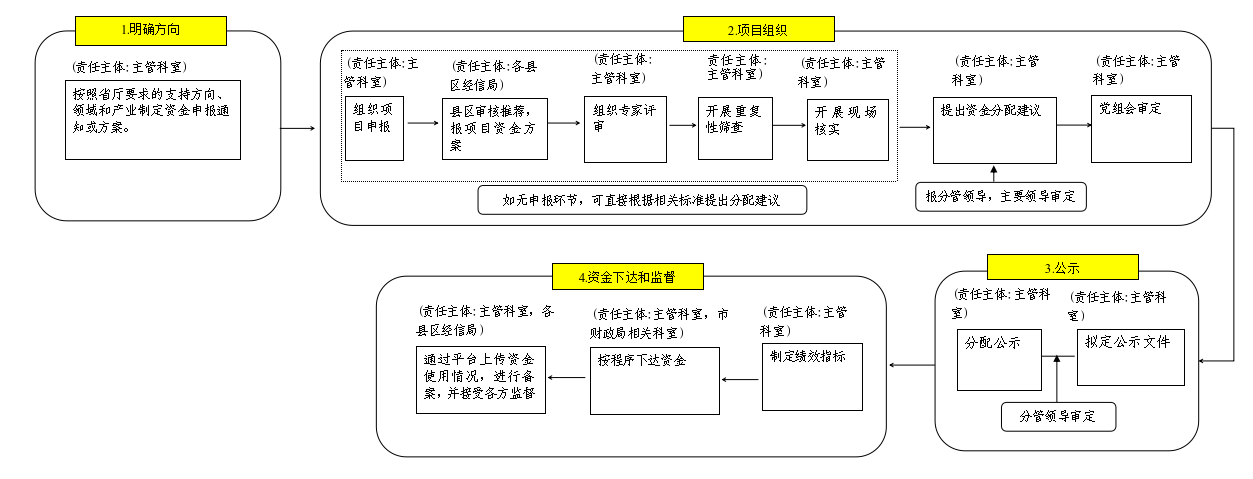 1.明确方向
(责任主体:主管科室)
按照省厅要求的支持方向、
领域和产业制定资金申报通
知或方案。
2.项目组织
(责任主体:主
管科室)
组织项
目申报
(责任主体:各县
区经信局)
县区审核推荐,
报项目资金方
案
(责任主体:
主管科室)
组织专家评
审
(责任主体:
主管科室)
开展重复
性筛查
(责任主体:主管
科室)
开展现场
核实
(责任主体:主管
科室)
提出资金分配建议
(责任主体:主管
科室)
党组会审定
如无申报环节,可直接根据相关标准提出分配建议
报分管领导,主要领导审定
3.公示
(责任主体:主管科
室)
拟定公示文件
(责任主体:主管科
室)
分配公示
分管领导审定
4.资金下达和监督
(责任主体:主管
科室)
制定绩效指标
(责任主体:主管科室,市
财政局相关科室)
按程序下达资金
(责任主体:主管科室,各
县区经信局)
通过平台上传资金
使用情况,进行备
案,并接受各方监督